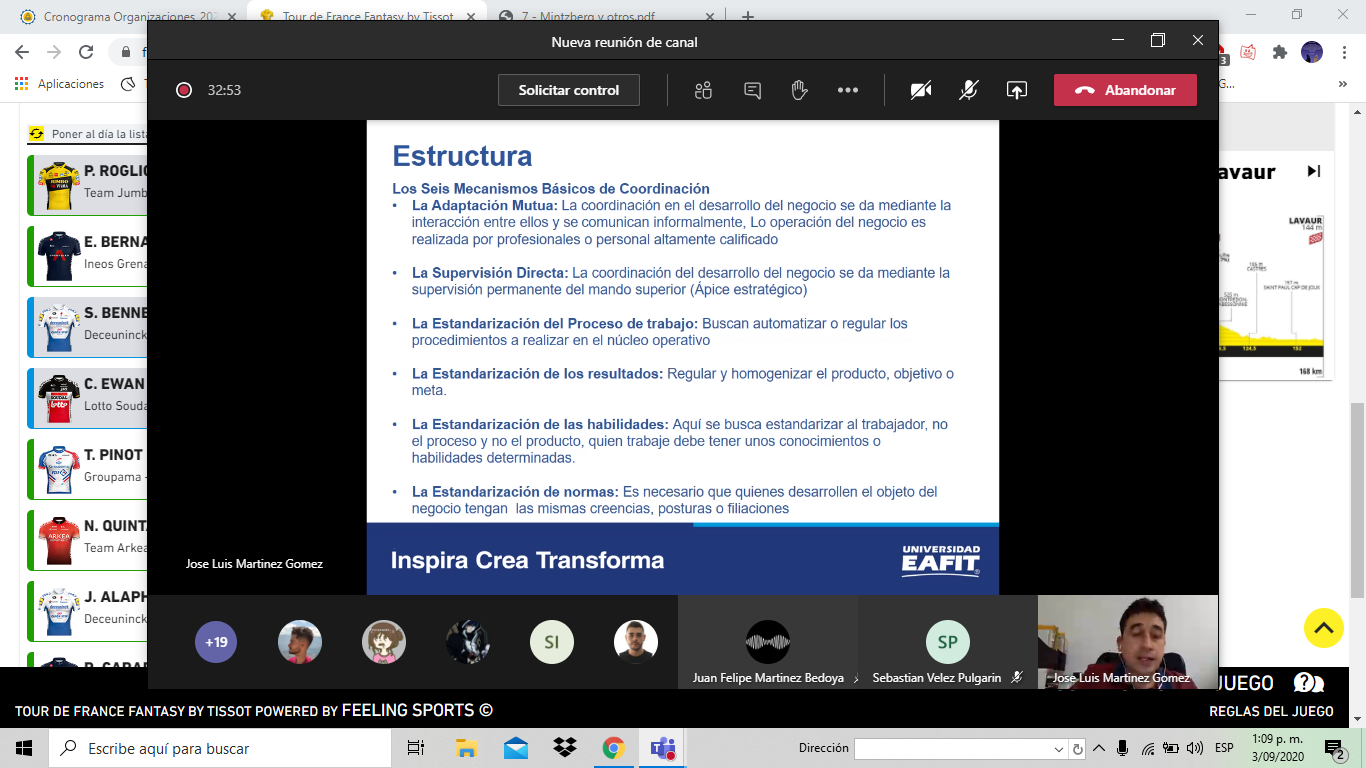 Cronograma Organizaciones 202
Tour de France Fantasy by Tissot
7 - Mintzberg y otros.pdf
Nueva reunión de canal
Aplicaciones
32:53
Solicitar control
Abandonar
Poner al día la lista
P. ROGLIC
Team Jumb
E. BERNA
Ineos Grena
S. BENNE
Deceuninck
C. EWAN
Lotto Souda
T. PINOT
Groupama -
N. QUINTA
Team Arkea
J. ALAPH
Deceuninck
Estructura
Los Seis Mecanismos Básicos de Coordinación
• La Adaptación Mutua: La coordinación en el desarrollo del negocio se da mediante la
interacción entre ellos y se comunican informalmente, Lo operación del negocio es
realizada por profesionales o personal altamente calificado
• La Supervisión Directa: La coordinación del desarrollo del negocio se da mediante la
supervisión permanente del mando superior (Ápice estratégico)
• La Estandarización del Proceso de trabajo: Buscan automatizar o regular los
procedimientos a realizar en el núcleo operativo
• La Estandarización de los resultados: Regular y homogenizar el producto, objetivo o
meta.
• La Estandarización de las habilidades: Aquí se busca estandarizar al trabajador, no
el proceso y no el producto, quien trabaje debe tener unos conocimientos o
habilidades determinadas.
• La Estandarización de normas: Es necesario que quienes desarrollen el objeto del
negocio tengan las mismas creencias, posturas o filiaciones
Inspira Crea Transforma
UNIVERSIDAD
EAFIT
Jose Luis Martinez Gomez
avaur
LAVAUR
144 m
CASTRES
SAINT PAUL CAP DE JOUX
168 km
+19
SI
Juan Felipe Martinez Bedoya
SP
Sebastian Velez Pulgarin
Jose Luis Martinez Gomez
JUEGO
TOUR DE FRANCE FANTASY BY TISSOT POWERED BY FEELING SPORTS ©
REGLAS DEL JUEGO
Escribe aquí para buscar
Dirección
ESP
1:09 p. m.
3/09/2020
2